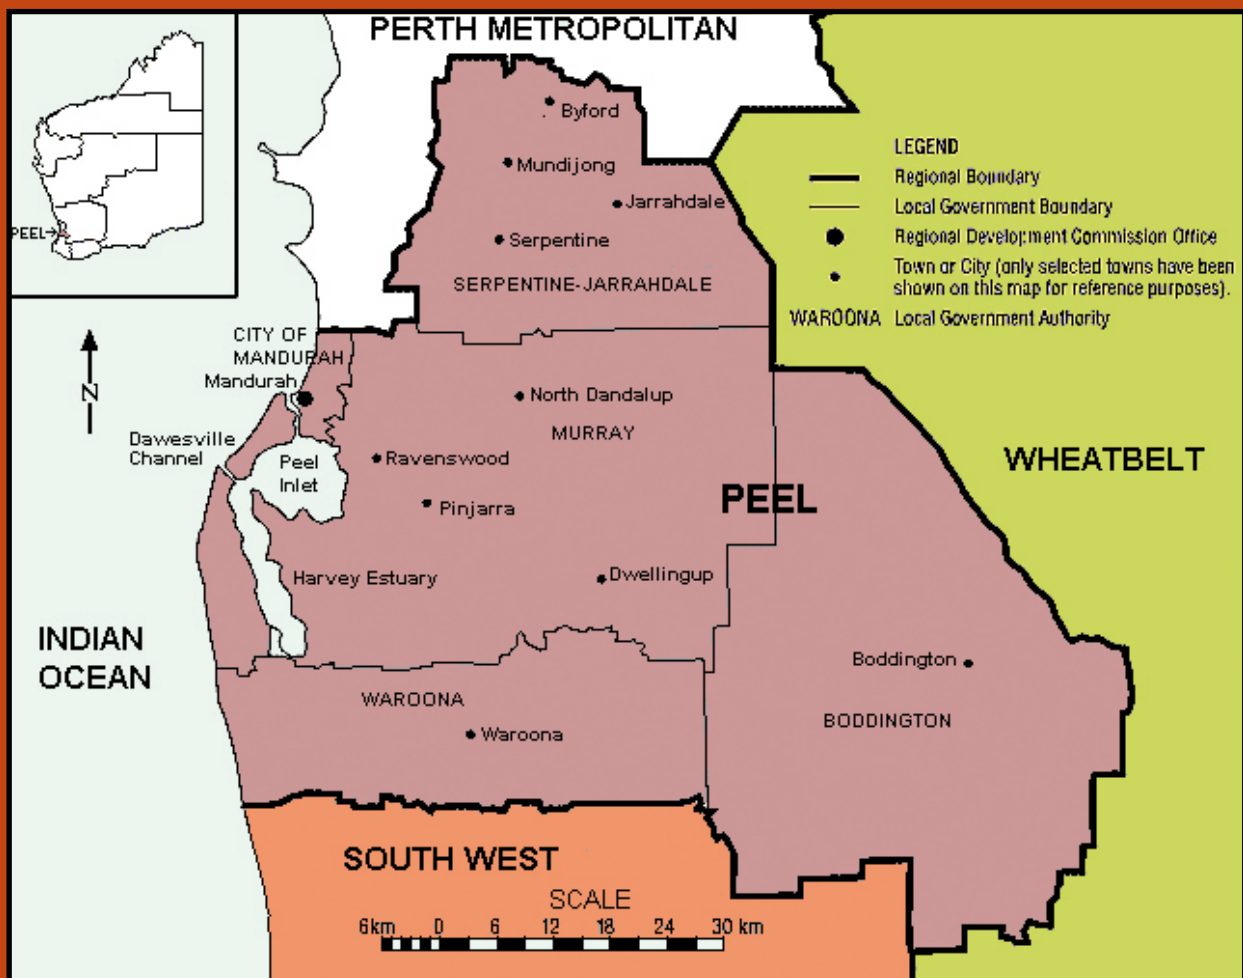 PERTH METROPOLITAN
PEEL
Byford
Mundijong
Jarrahdale
Serpentine
SERPENTINE-JARRAHDALE
LEGEND
Regional Boundary
Local Government Boundary
Regional Development Commission Office
Town or City (only selected towns have been
shown on this map for reference purposes).
WAROONA Local Government Authority
N
CITY OF
MANDURAH
Mandurah
Dawesville
Channel
Peel
Inlet
North Dandalup
MURRAY
Ravenswood
Pinjarra
PEEL
WHEATBELT
Harvey Estuary
Dwellingup
INDIAN
OCEAN
Boddington
BODDINGTON
WAROONA
Waroona
SOUTH WEST
SCALE
6km 0 6 12 18 24 30 km